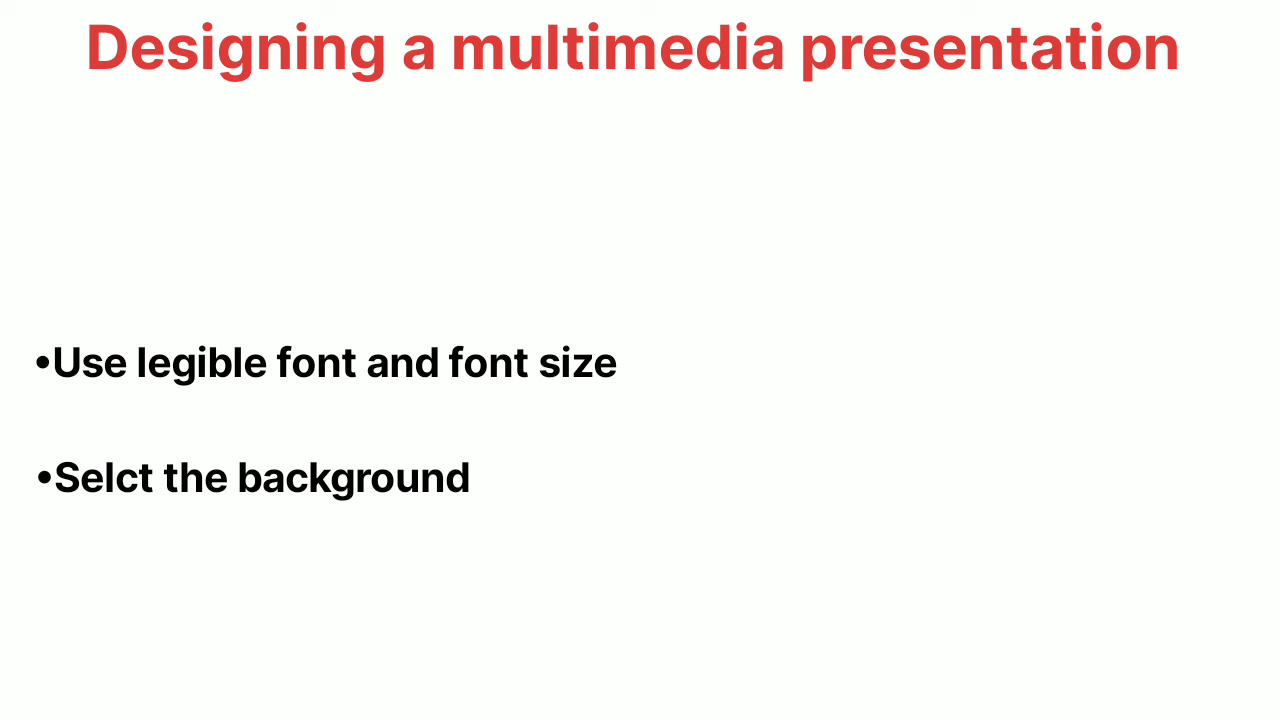 Designing a multimedia presentation
•Use legible font and font size
•Selct the background